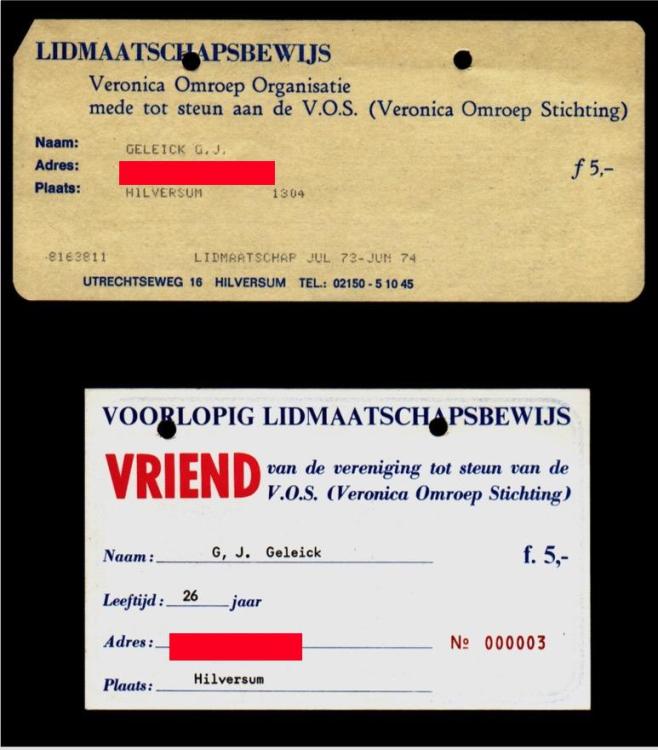 LIDMAATSCHAPSBEWIJS
Veronica Omroep Organisatie
mede tot steun aan de V.O.S. (Veronica Omroep Stichting)
Naam: GELEICK G.J.
Adres:
f 5,-
Plaats: HILVERSUM 1304
8163811 LIDMAATSCHAP JUL 73-JUN 74
UTRECHTSEWEG 16 HILVERSUM TEL.: 02150 - 5 10 45
VOORLOPIG LIDMAATSCHAPSBEWIJS
VRIEND van de vereniging tot steun van de
V.O.S. (Veronica Omroep Stichting)
Naam: G, J. Geleick f. 5,-
Leeftijd: 26 jaar
Adres: Nº 000003
Plaats: Hilversum